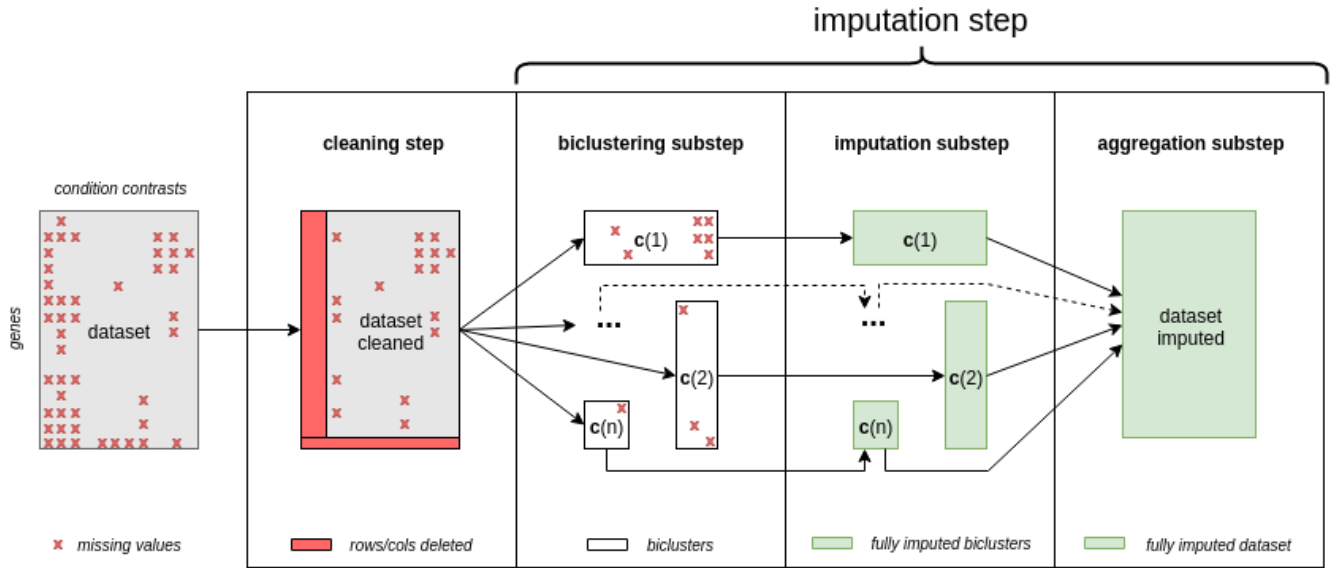 imputation step
cleaning step
biclustering substep
imputation substep
aggregation substep
condition contrasts
genes
dataset
dataset
cleaned
c(1)
...
c(2)
c(n)
c(1)
...
c(2)
c(n)
dataset
imputed
x missing values
rows/cols deleted
biclusters
fully imputed biclusters
fully imputed dataset